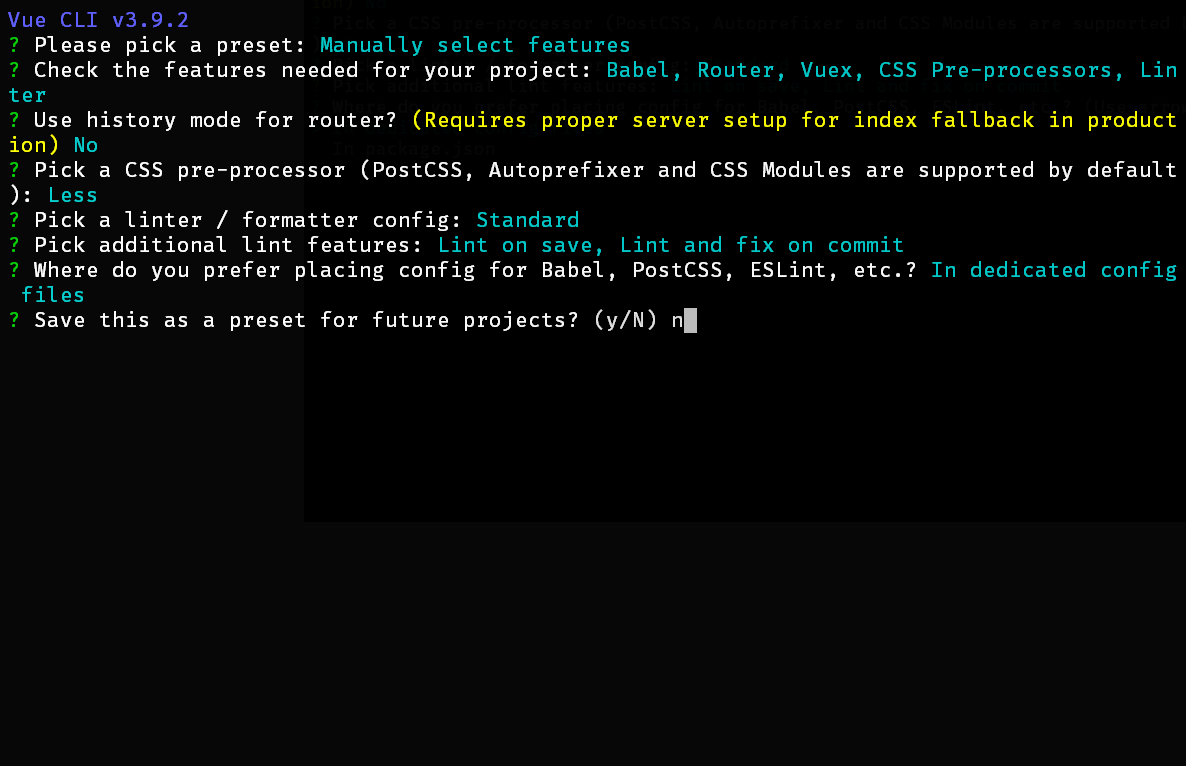 Vue CLI v3.9.2
? Please pick a preset: Manually select features
? Check the features needed for your project: Babel, Router, Vuex, CSS Pre-processors, Lin
ter
? Use history mode for router? (Requires proper server setup for index fallback in product
ion) No
? Pick a CSS pre-processor (PostCSS, Autoprefixer and CSS Modules are supported by default
): Less
? Pick a linter / formatter config: Standard
? Pick additional lint features: Lint on save, Lint and fix on commit
? Where do you prefer placing config for Babel, PostCSS, ESLint, etc.? In dedicated config
files
? Save this as a preset for future projects? (y/N) n